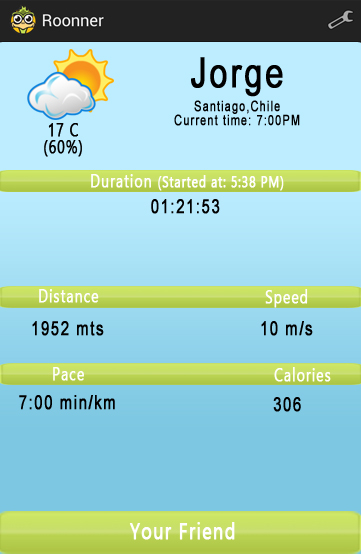 Roonner
Jorge
Santiago,Chile
Current time: 7:00PM
17 C
(60%)
Duration (Started at: 5:38 PM)
01:21:53
Distance Speed
1952 mts 10 m/s
Pace Calories
7:00 min/km 306
Your Friend